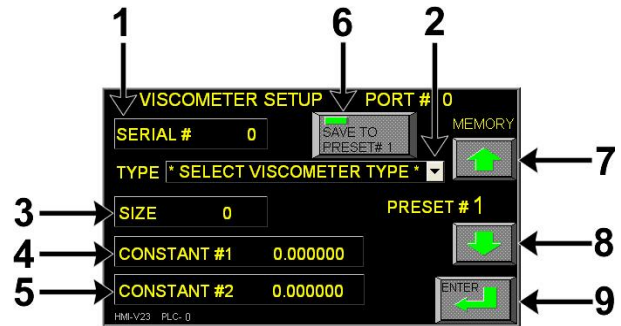 1 6 2
VISCOMETER SETUP PORT # 0
SERIAL # 0
SAVE TO
PRESET# 1
MEMORY
TYPE * SELECT VISCOMETER TYPE *
7
3 SIZE 0
PRESET # 1
4 CONSTANT #1 0.000000
8
5 CONSTANT #2 0.000000
ENTER
9
HMI-V23 PLC- 0